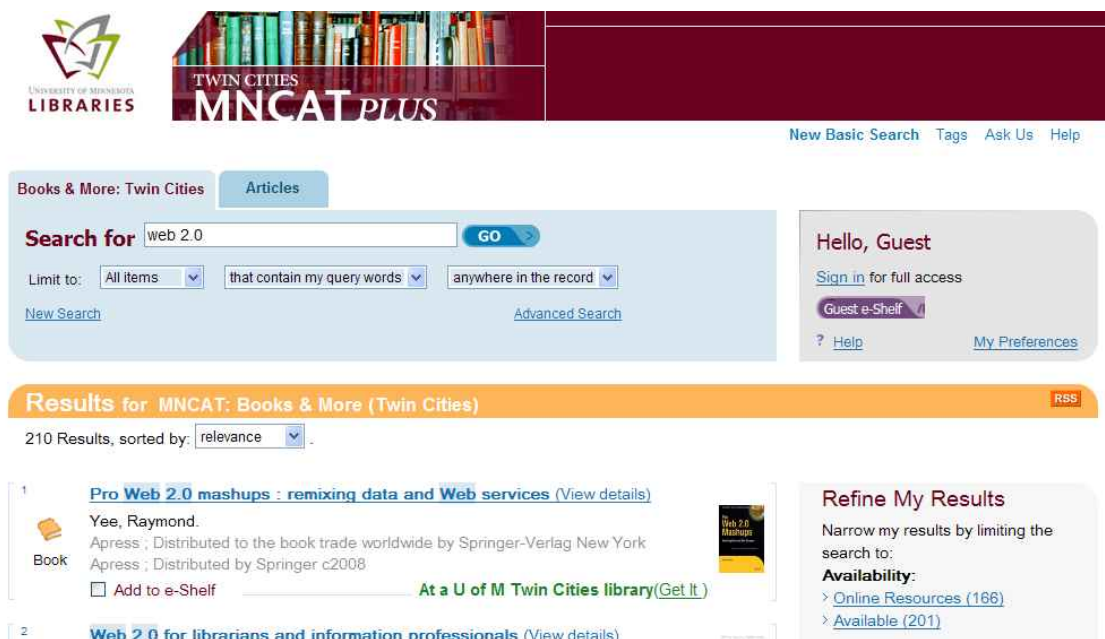 UNIVERSITY OF MINNESOTA
LIBRARIES
TWIN CITIES
MNCAT PLUS
New Basic Search Tags Ask Us Help
Books & More: Twin Cities Articles
Search for web 2.0 GO >
Limit to: All items that contain my query words anywhere in the record
New Search Advanced Search
Hello, Guest
Sign in for full access
Guest e-Shelf
? Help My Preferences
Results for MNCAT: Books & More (Twin Cities) RSS
210 Results, sorted by: relevance .
1 Pro Web 2.0 mashups : remixing data and Web services (View details)
Yee, Raymond.
Apress ; Distributed to the book trade worldwide by Springer-Verlag New York
Book Apress ; Distributed by Springer c2008
Add to e-Shelf At a U of M Twin Cities library(Get It )
Pro
Web 2.0
Mashups
2 Web 2.0 for librarians and information professionals (View details)
Refine My Results
Narrow my results by limiting the
search to:
Availability:
> Online Resources (166)
> Available (201)